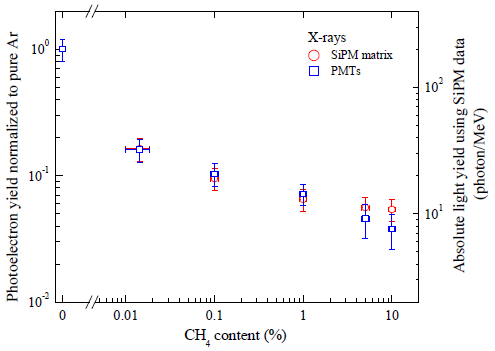 Photoelectron yield normalized to pure Ar
10^0
10^-1
10^-2
X-rays
SiPM matrix
PMTs
10^2
10^1
Absolute light yield using SiPM data
(photon/MeV)
0
0.01
0.1
1
10
CH_4 content (%)